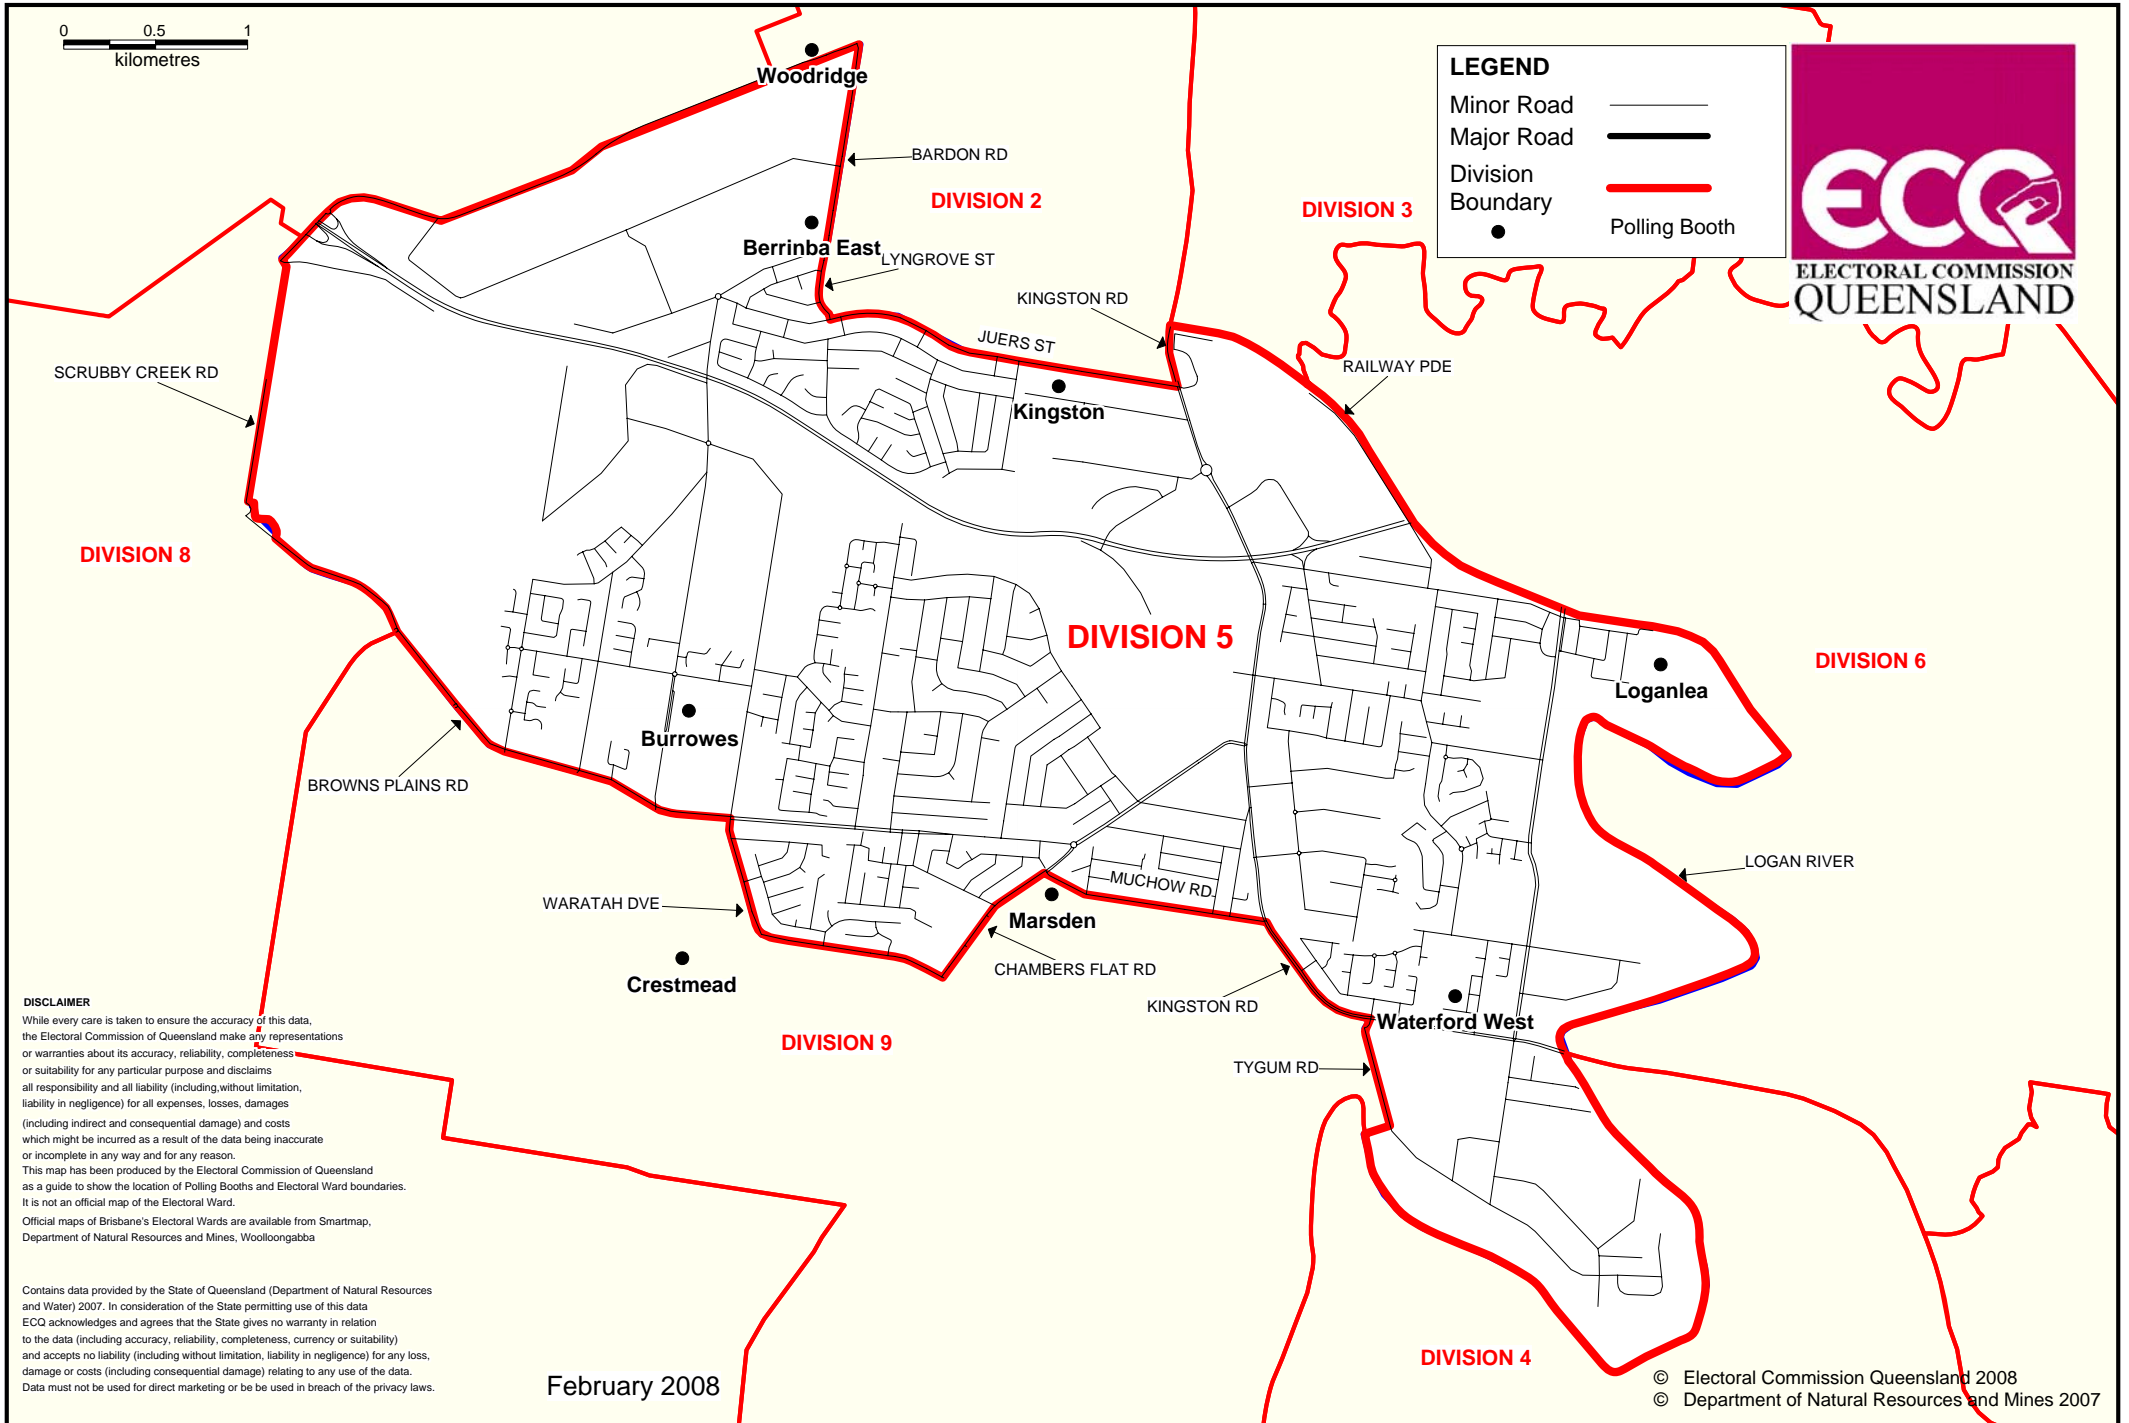 0 0.5 1
kilometres
Woodridge
LEGEND
Minor Road
Major Road
Division
Boundary
Polling Booth
ECQ
ELECTORAL COMMISSION
QUEENSLAND
BARDON RD
DIVISION 2
DIVISION 3
Berrinba East
LYNGROVE ST
KINGSTON RD
JUERS ST
RAILWAY PDE
SCRUBBY CREEK RD
Kingston
DIVISION 8
DIVISION 5
DIVISION 6
Loganlea
Burrowes
BROWNS PLAINS RD
LOGAN RIVER
MUCHOW RD
WARATAH DVE
Marsden
CHAMBERS FLAT RD
Crestmead
KINGSTON RD
Waterford West
DIVISION 9
TYGUM RD
DIVISION 4
DISCLAIMER
While every care is taken to ensure the accuracy of this data,
the Electoral Commission of Queensland make any representations
or warranties about its accuracy, reliability, completeness
or suitability for any particular purpose and disclaims
all responsibility and all liability (including,without limitation,
liability in negligence) for all expenses, losses, damages
(including indirect and consequential damage) and costs
which might be incurred as a result of the data being inaccurate
or incomplete in any way and for any reason.
This map has been produced by the Electoral Commission of Queensland
as a guide to show the location of Polling Booths and Electoral Ward boundaries.
It is not an official map of the Electoral Ward.
Official maps of Brisbane's Electoral Wards are available from Smartmap,
Department of Natural Resources and Mines, Woolloongabba
Contains data provided by the State of Queensland (Department of Natural Resources
and Water) 2007. In consideration of the State permitting use of this data
ECQ acknowledges and agrees that the State gives no warranty in relation
to the data (including accuracy, reliability, completeness, currency or suitability)
and accepts no liability (including without limitation, liability in negligence) for any loss,
damage or costs (including consequential damage) relating to any use of the data.
Data must not be used for direct marketing or be be used in breach of the privacy laws.
February 2008
© Electoral Commission Queensland 2008
© Department of Natural Resources and Mines 2007